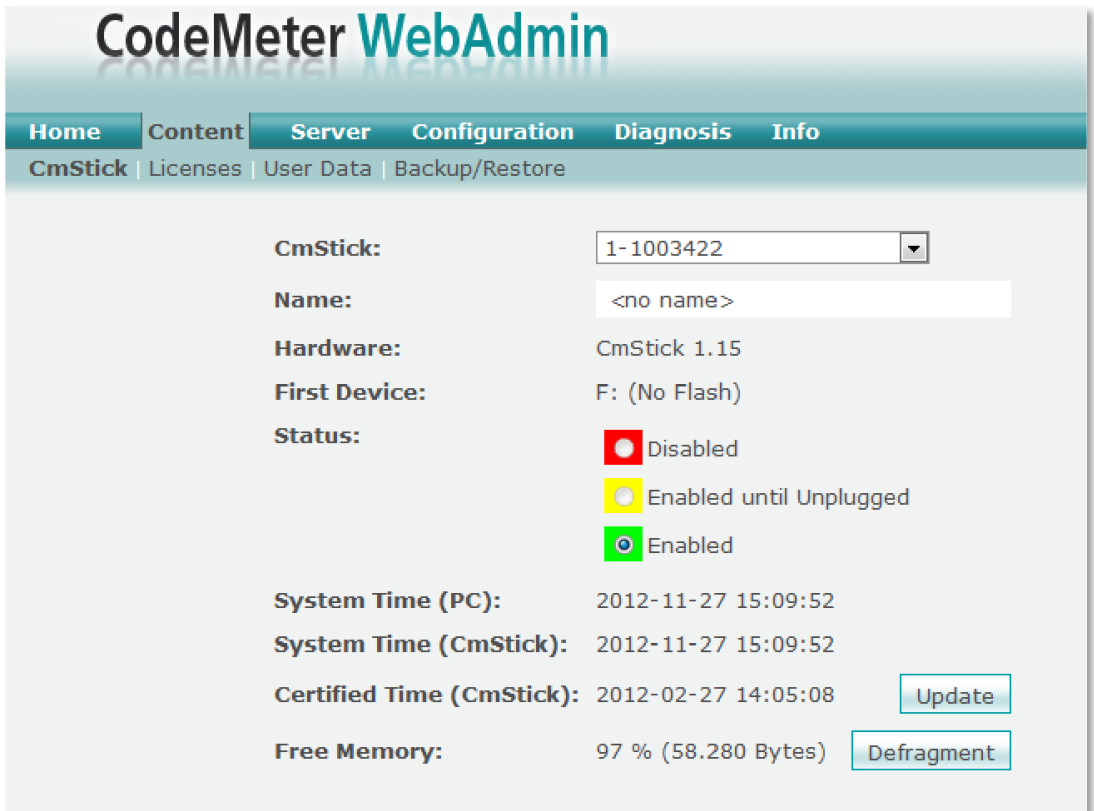 CodeMeter WebAdmin
Home Content Server Configuration Diagnosis Info
CmStick | Licenses | User Data | Backup/Restore
CmStick: 1-1003422
Name: <no name>
Hardware: CmStick 1.15
First Device: F: (No Flash)
Status: Disabled
Enabled until Unplugged
Enabled
System Time (PC): 2012-11-27 15:09:52
System Time (CmStick): 2012-11-27 15:09:52
Certified Time (CmStick): 2012-02-27 14:05:08 Update
Free Memory: 97 % (58.280 Bytes) Defragment